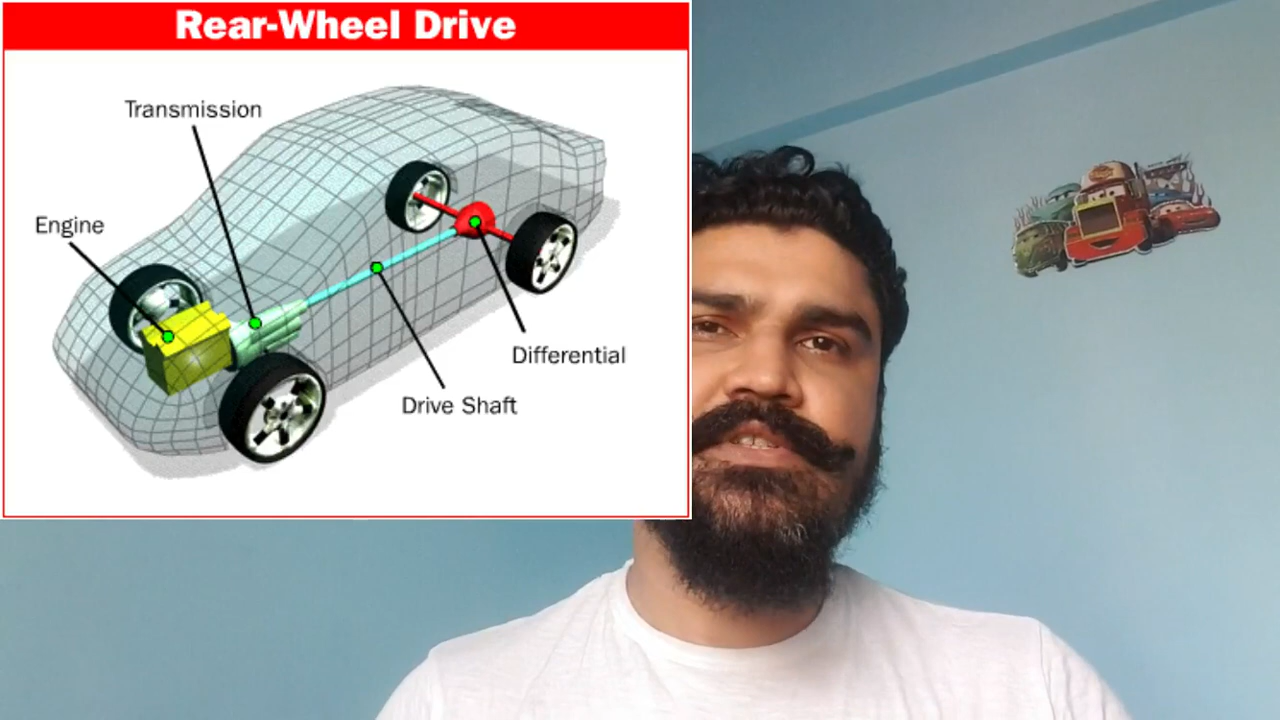 Rear-Wheel Drive
Transmission
Engine
Differential
Drive Shaft